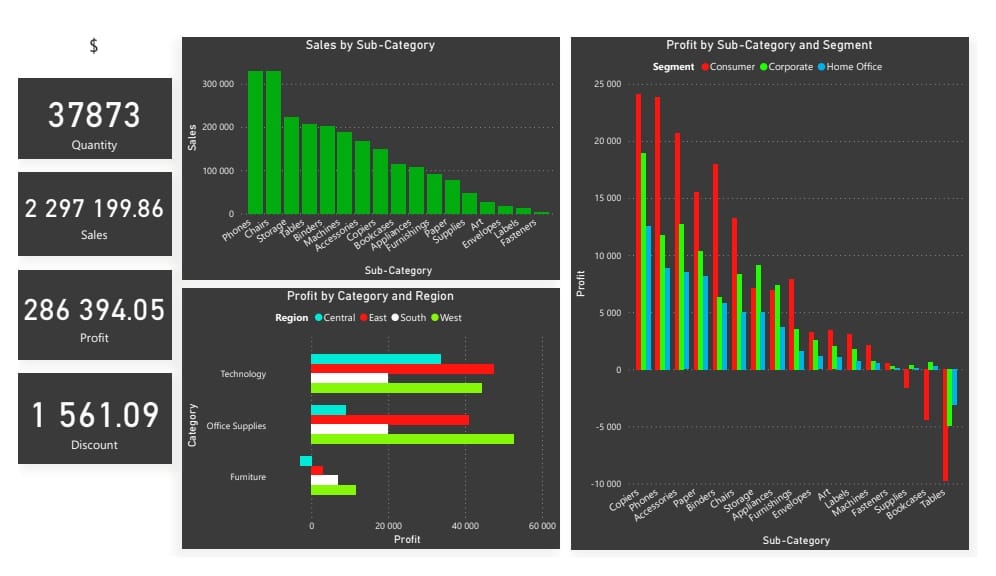 $
37873
Quantity
2 297 199.86
Sales
286 394.05
Profit
1 561.09
Discount
Sales by Sub-Category
Sales
300 000
200 000
100 000
0
Phones Chairs Storage Tables Binders Machines Accessories Copiers Bookcases Appliances Furnishings Paper Supplies Art Envelopes Labels Fasteners
Sub-Category
Profit by Category and Region
Region Central East South West
Category
Technology
Office Supplies
Furniture
0 20 000 40 000 60 000
Profit
Profit by Sub-Category and Segment
Segment Consumer Corporate Home Office
Profit
25 000
20 000
15 000
10 000
5 000
0
-5 000
-10 000
Copiers Phones Accessories Paper Binders Chairs Storage Appliances Furnishings Envelopes Art Labels Machines Fasteners Supplies Bookcases Tables
Sub-Category